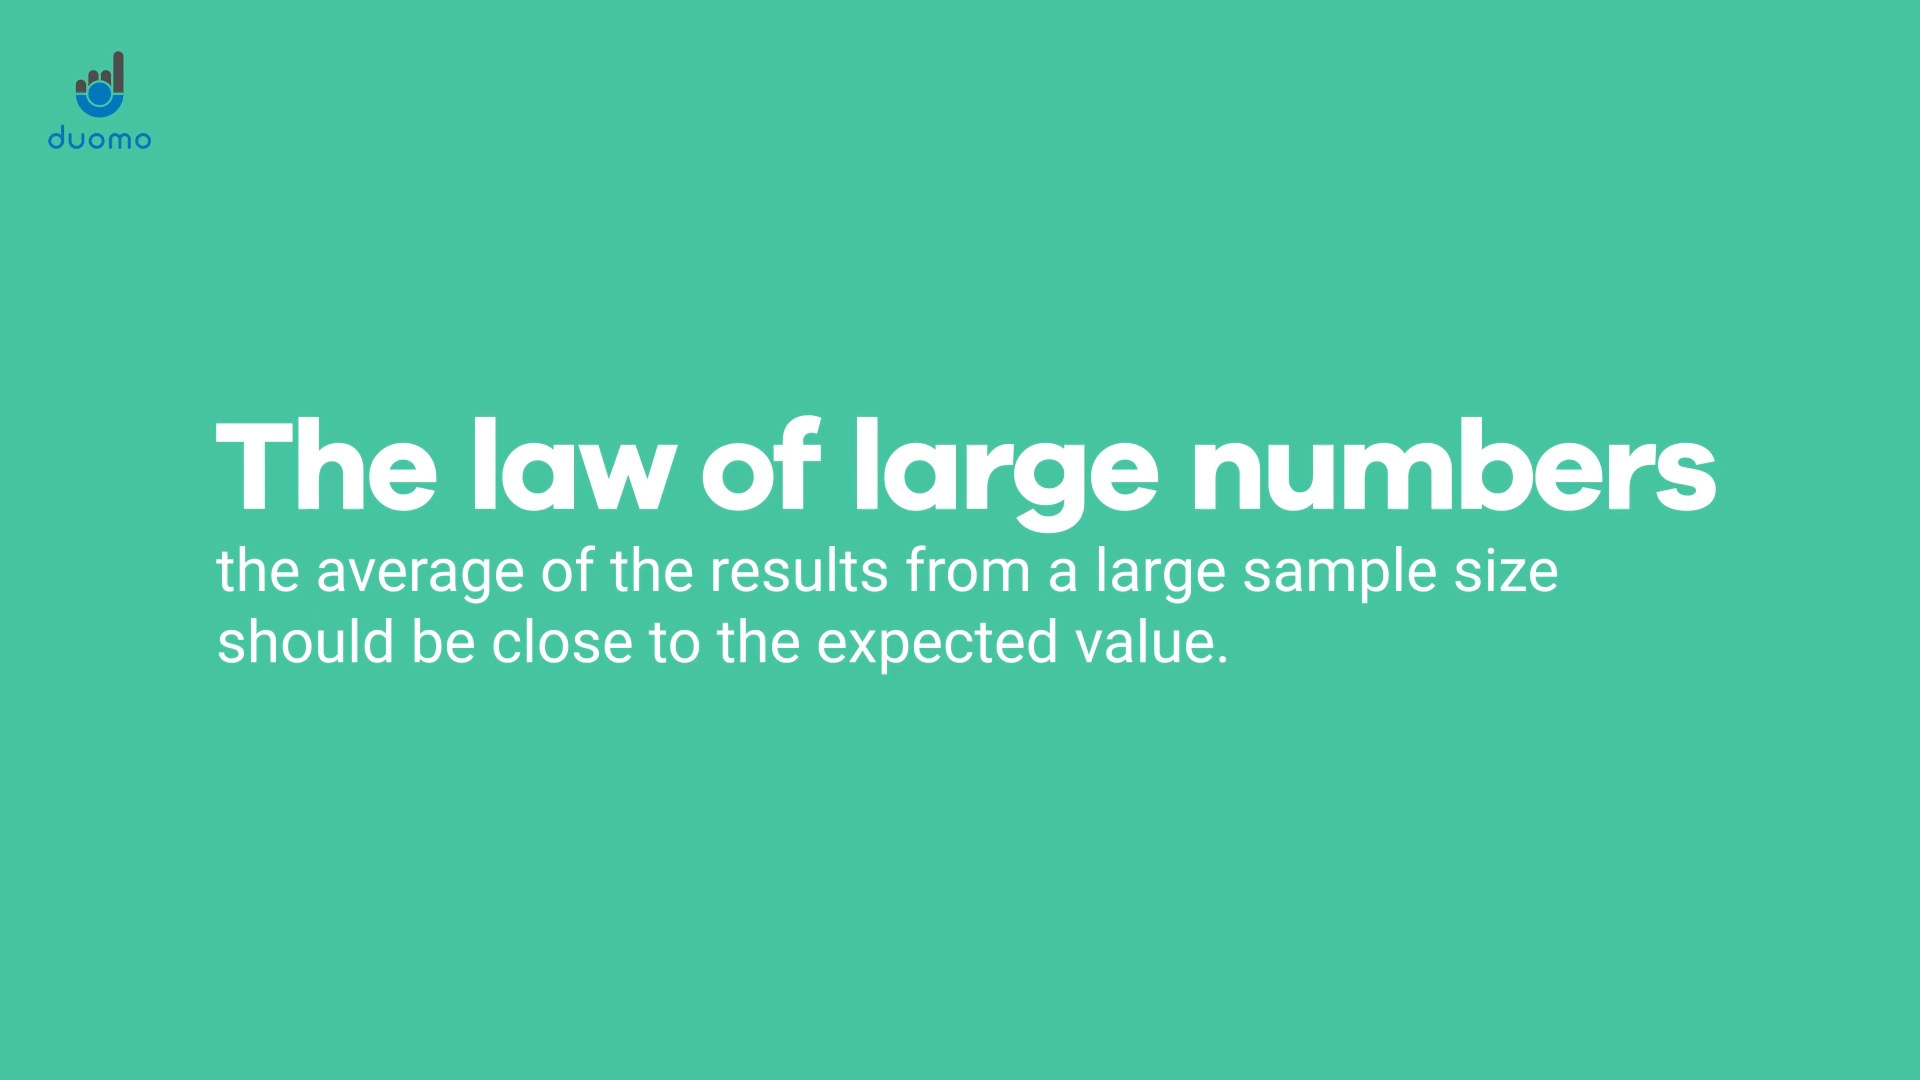 duomo
The law of large numbers
the average of the results from a large sample size
should be close to the expected value.